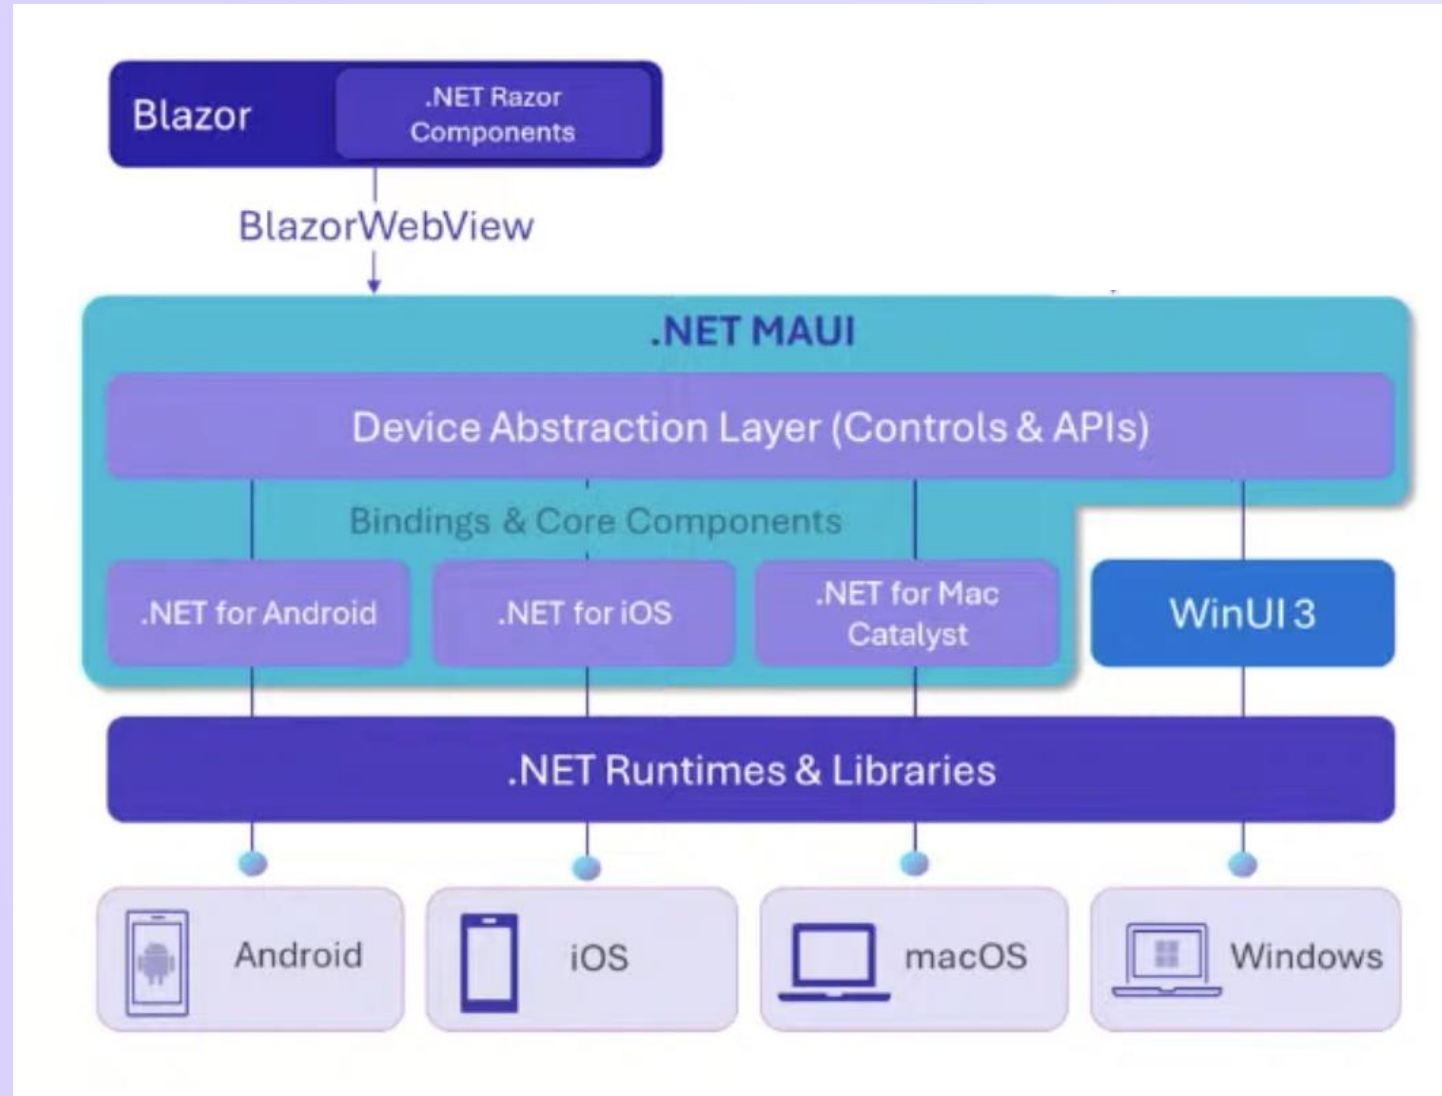 Blazor
.NET Razor
Components
BlazorWebView
.NET MAUI
Device Abstraction Layer (Controls & APIs)
Bindings & Core Components
.NET for Android
.NET for iOS
.NET for Mac
Catalyst
WinUI 3
.NET Runtimes & Libraries
Android
iOS
macOS
Windows